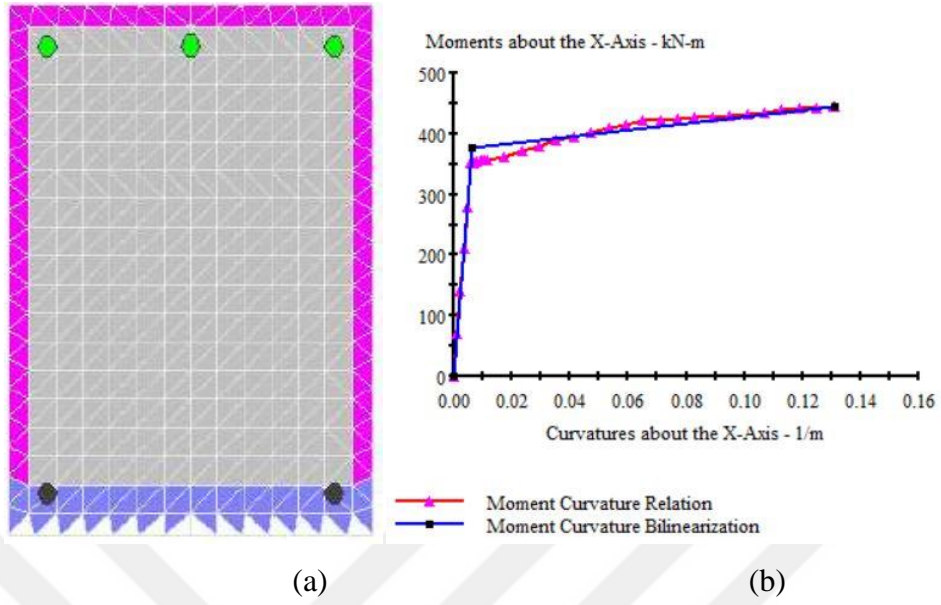 Moments about the X-Axis - kN-m
500
400
300
200
100
0
0.00 0.02 0.04 0.06 0.08 0.10 0.12 0.14 0.16
Curvatures about the X-Axis - 1/m
Moment Curvature Relation
Moment Curvature Bilinearization
(a) (b)